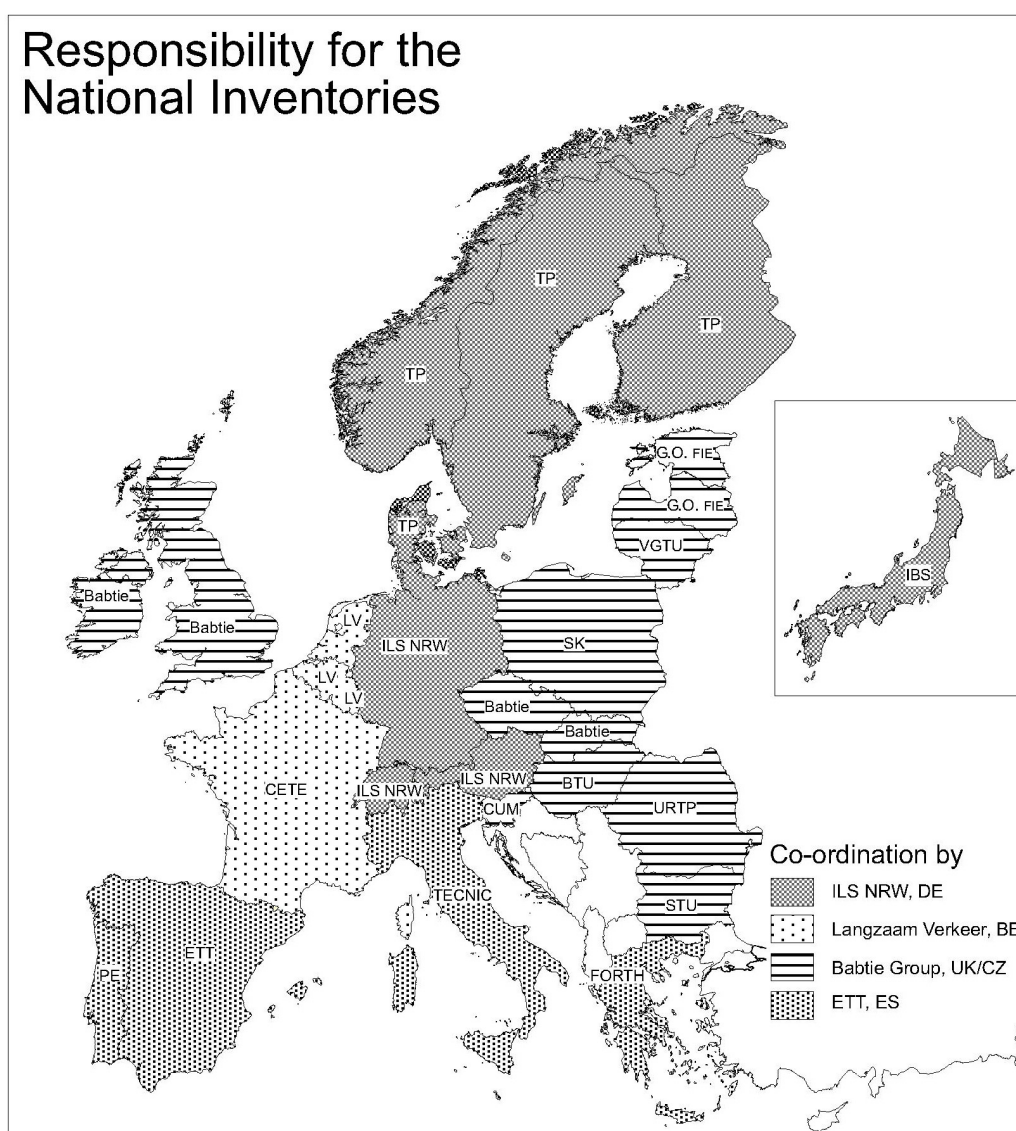 Responsibility for the
National Inventories
TP
TP
TP
TP
G.O. FIE
G.O. FIE
VGTU
IBS
Babtie
Babtie
LV
LV
LV
ILS NRW
SK
Babtie
Babtie
CETE
ILS NRW
ILS NRW
BTU
CUM
URTP
STU
TECNIC
PE
ETT
FORTH
Co-ordination by
ILS NRW, DE
Langzaam Verkeer, BE
Babtie Group, UK/CZ
ETT, ES